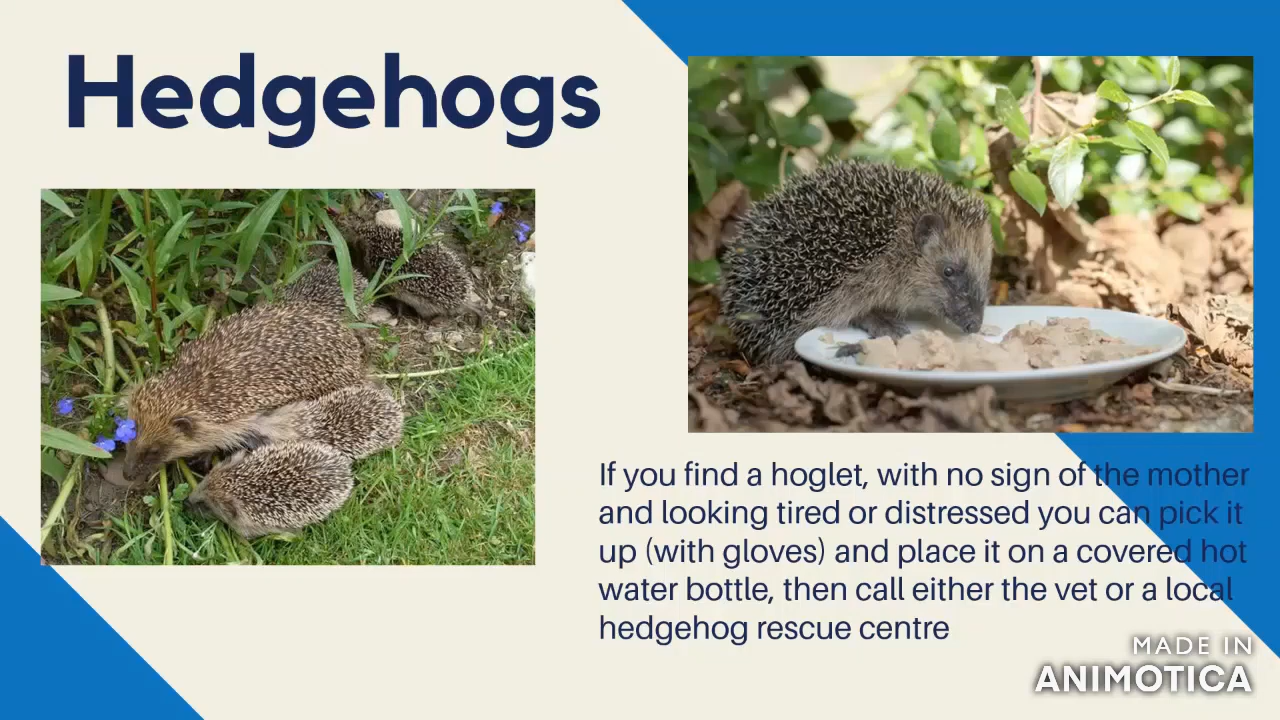 Hedgehogs
If you find a hoglet, with no sign of the mother
and looking tired or distressed you can pick it
up (with gloves) and place it on a covered hot
water bottle, then call either the vet or a local
hedgehog rescue centre
MADE IN
ANIMOTICA